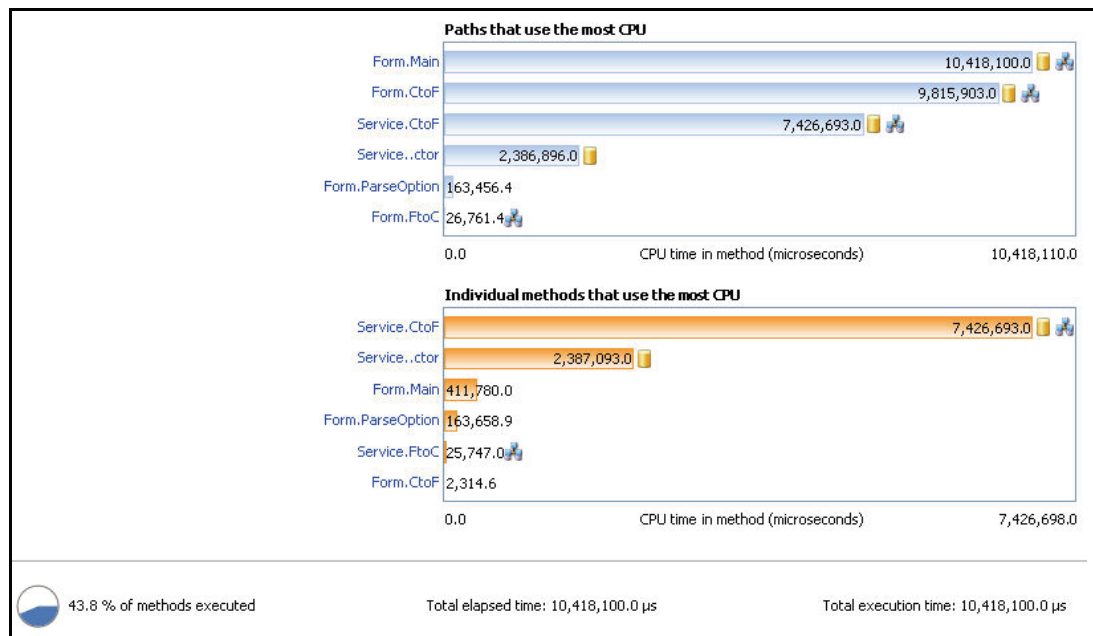 Paths that use the most CPU
Form.Main 10,418,100.0
Form.CtoF 9,815,903.0
Service.CtoF 7,426,693.0
Service..ctor 2,386,896.0
Form.ParseOption 163,456.4
Form.FtoC 26,761.4
0.0 CPU time in method (microseconds) 10,418,110.0
Individual methods that use the most CPU
Service.CtoF 7,426,693.0
Service..ctor 2,387,093.0
Form.Main 411,780.0
Form.ParseOption 163,658.9
Service.FtoC 25,747.0
Form.CtoF 2,314.6
0.0 CPU time in method (microseconds) 7,426,698.0
43.8 % of methods executed Total elapsed time: 10,418,100.0 µs Total execution time: 10,418,100.0 µs